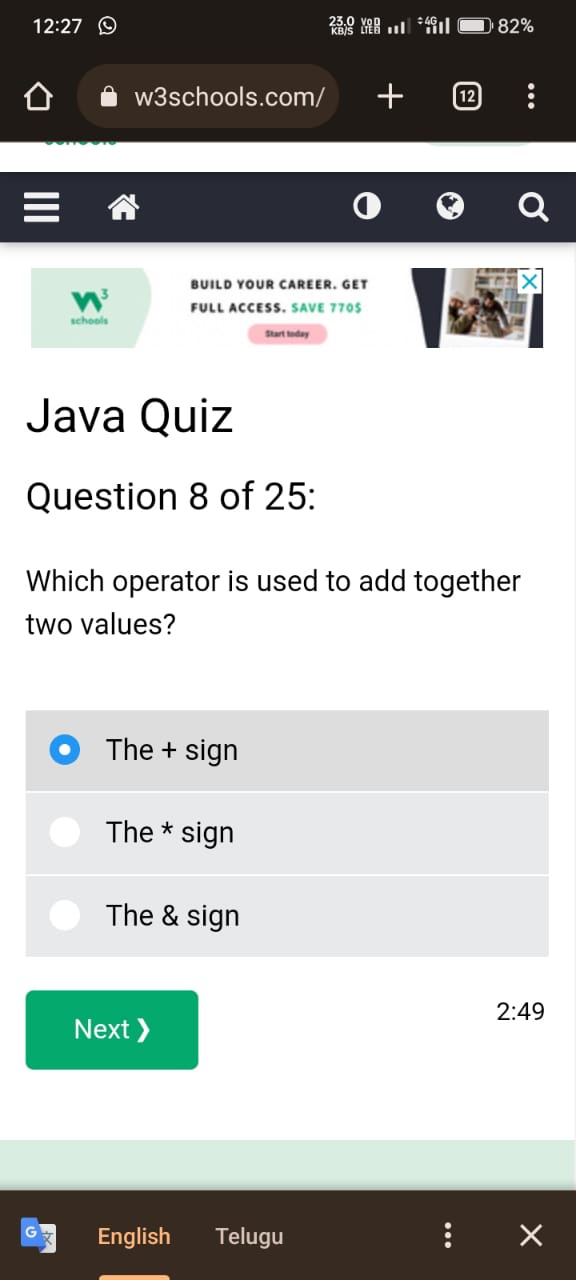 12:27
23.0 KB/S
VoD LTE
4G
82%
w3schools.com/
12
W3 schools
BUILD YOUR CAREER. GET
FULL ACCESS. SAVE 770$
Start today
Java Quiz
Question 8 of 25:
Which operator is used to add together
two values?
The + sign
The * sign
The & sign
Next ❯
2:49
G 文
English
Telugu